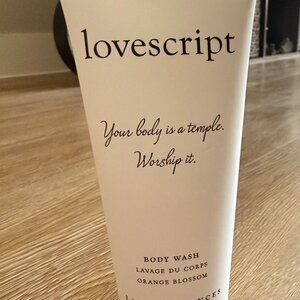 lovescript
Your body is a temple.
Worship it.
BODY WASH
LAVAGE DU CORPS
ORANGE BLOSSOM